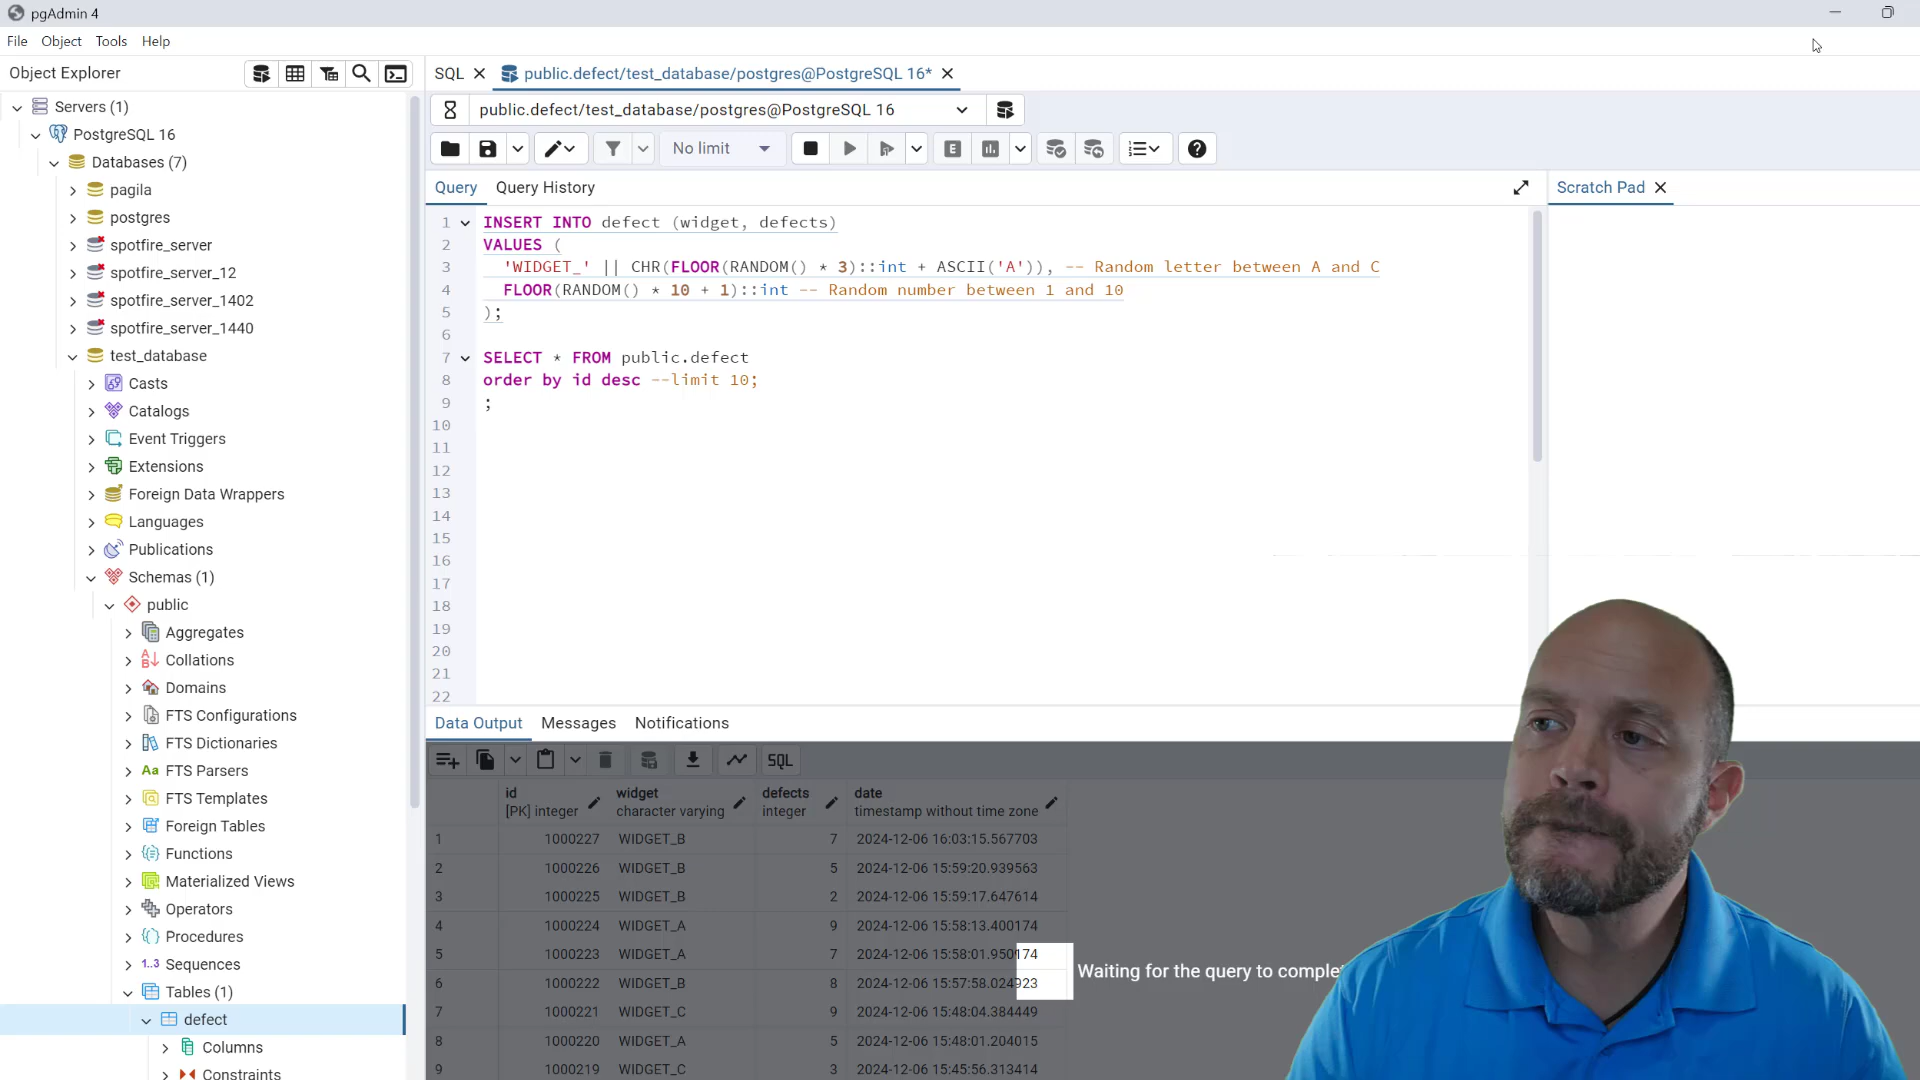 pgAdmin 4
File Object Tools Help
Object Explorer
SQL
public.defect/test_database/postgres@PostgreSQL 16*
public.defect/test_database/postgres@PostgreSQL 16
No limit
E
Query
Query History
Scratch Pad
Servers (1)
PostgreSQL 16
Databases (7)
pagila
postgres
spotfire_server
spotfire_server_12
spotfire_server_1402
spotfire_server_1440
test_database
Casts
Catalogs
Event Triggers
Extensions
Foreign Data Wrappers
Languages
Publications
Schemas (1)
public
Aggregates
Collations
Domains
FTS Configurations
FTS Dictionaries
Aa FTS Parsers
FTS Templates
Foreign Tables
Functions
Materialized Views
Operators
Procedures
1..3 Sequences
Tables (1)
defect
Columns
Constraints
1 INSERT INTO defect (widget, defects)
2 VALUES (
3 'WIDGET_' || CHR(FLOOR(RANDOM() * 3)::int + ASCII('A')), -- Random letter between A and C
4 FLOOR(RANDOM() * 10 + 1)::int -- Random number between 1 and 10
5 );
6
7 SELECT * FROM public.defect
8 order by id desc --limit 10;
9 ;
10
11
12
13
14
15
16
17
18
19
20
21
22
Data Output Messages Notifications
SQL
id widget defects date
[PK] integer character varying integer timestamp without time zone
1 1000227 WIDGET_B 7 2024-12-06 16:03:15.567703
2 1000226 WIDGET_B 5 2024-12-06 15:59:20.939563
3 1000225 WIDGET_B 2 2024-12-06 15:59:17.647614
4 1000224 WIDGET_A 9 2024-12-06 15:58:13.400174
5 1000223 WIDGET_A 7 2024-12-06 15:58:01.950174
6 1000222 WIDGET_B 8 2024-12-06 15:57:58.024923
7 1000221 WIDGET_C 9 2024-12-06 15:48:04.384449
8 1000220 WIDGET_A 5 2024-12-06 15:48:01.204015
9 1000219 WIDGET_C 3 2024-12-06 15:45:56.313414
Waiting for the query to comple